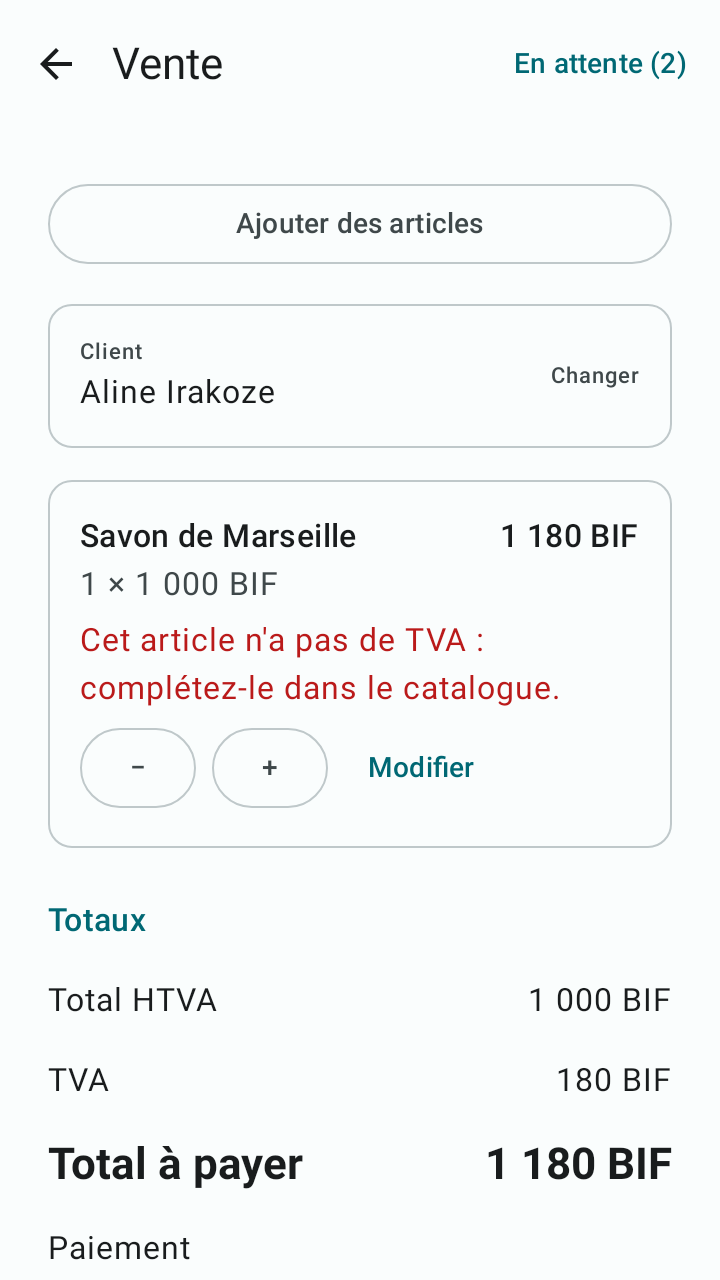 Vente
En attente (2)
Ajouter des articles
Client
Aline Irakoze
Changer
Savon de Marseille 1 180 BIF
1 × 1 000 BIF
Cet article n'a pas de TVA :
complétez-le dans le catalogue.
− + Modifier
Totaux
Total HTVA 1 000 BIF
TVA 180 BIF
Total à payer 1 180 BIF
Paiement